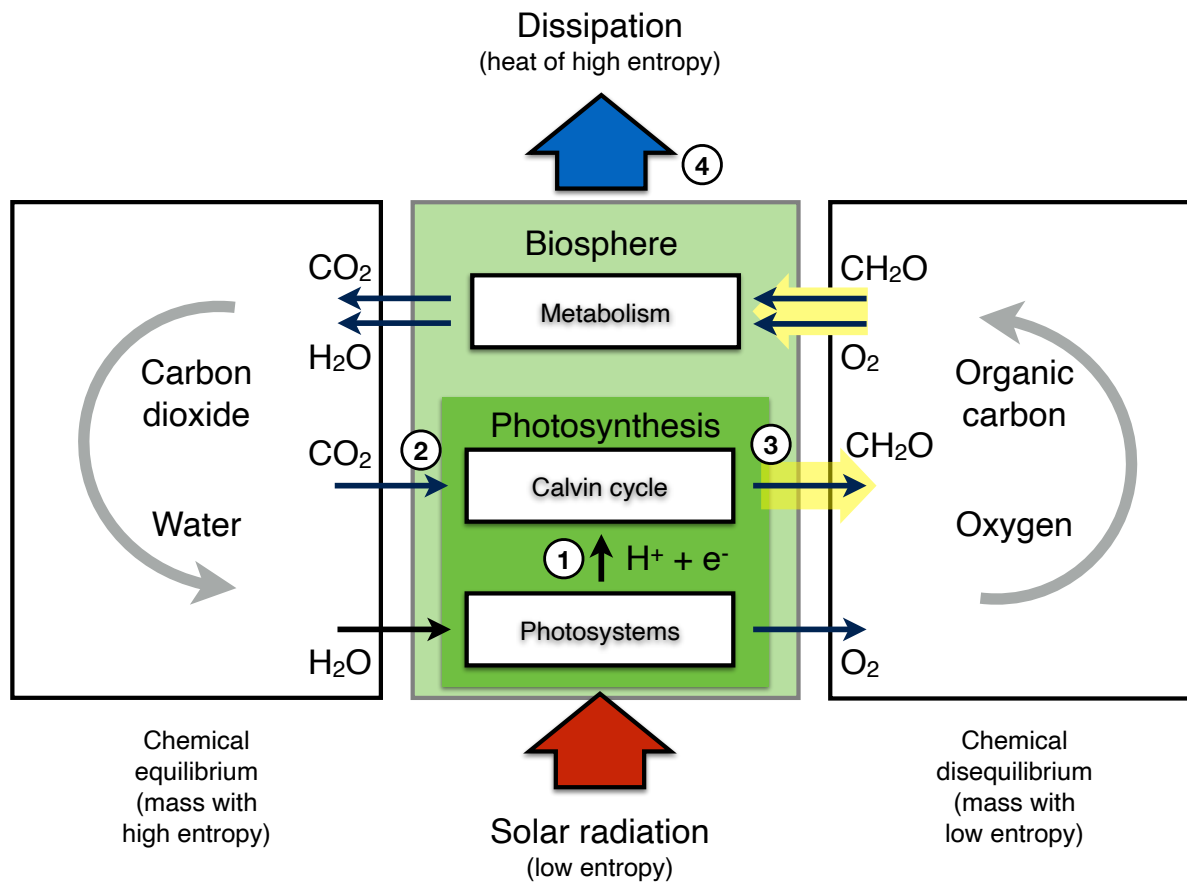 Dissipation
(heat of high entropy)
4
Biosphere
CO₂
Metabolism
CH₂O
H₂O
O₂
Carbon
dioxide
Organic
carbon
Photosynthesis
CO₂
2
Calvin cycle
3
CH₂O
Water
Oxygen
1
H⁺ + e⁻
H₂O
Photosystems
O₂
Chemical
equilibrium
(mass with
high entropy)
Solar radiation
(low entropy)
Chemical
disequilibrium
(mass with
low entropy)